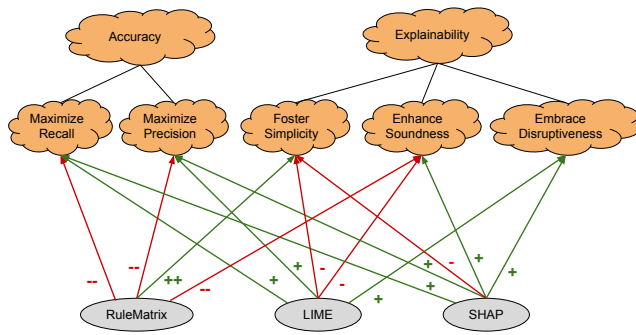 Accuracy
Explainability
Maximize
Recall
Maximize
Precision
Foster
Simplicity
Enhance
Soundness
Embrace
Disruptiveness
--
--
++
--
+
+
-
-
+
+
+
-
+
+
RuleMatrix
LIME
SHAP